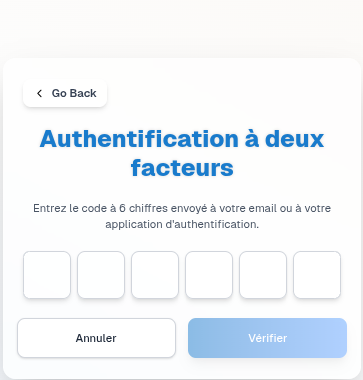 Go Back
Authentification à deux
facteurs
Entrez le code à 6 chiffres envoyé à votre email ou à votre
application d'authentification.
Annuler
Vérifier